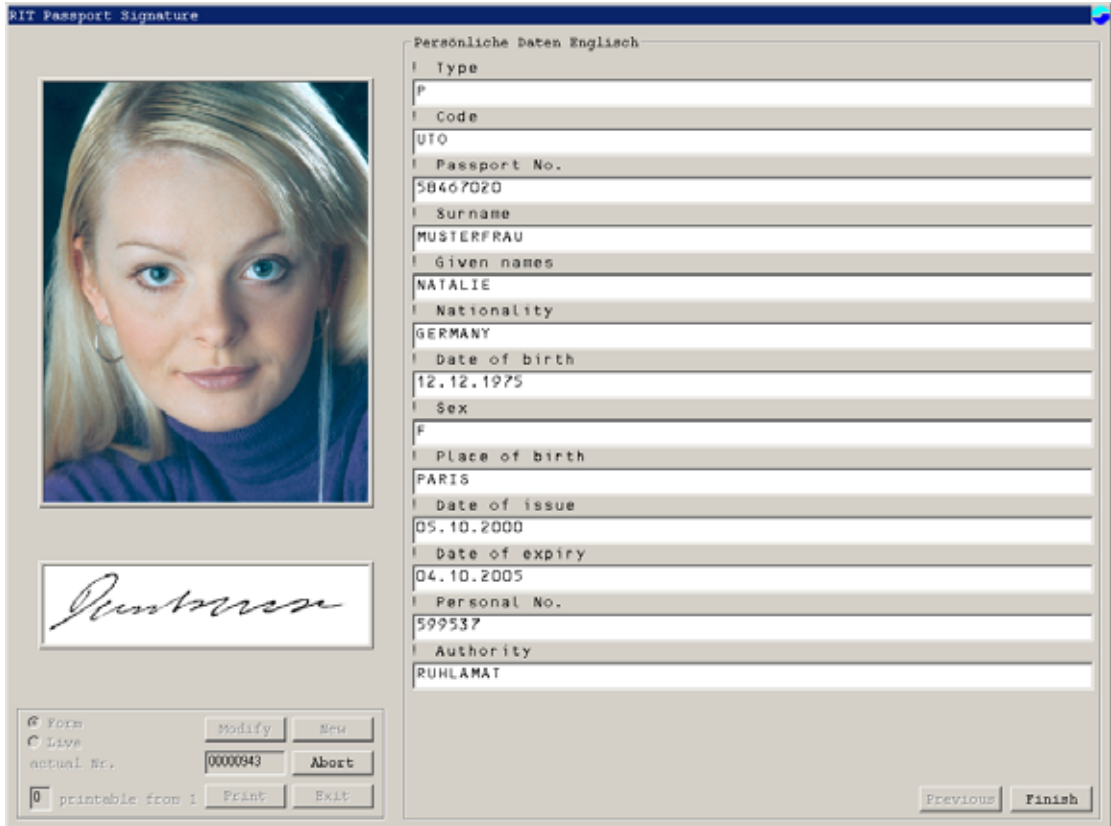 RIT Passport Signature
Persönliche Daten Englisch
! Type
P
! Code
UTO
! Passport No.
58467020
! Surname
MUSTERFRAU
! Given names
NATALIE
! Nationality
GERMANY
! Date of birth
12.12.1975
! Sex
F
! Place of birth
PARIS
! Date of issue
05.10.2000
! Date of expiry
04.10.2005
! Personal No.
599537
! Authority
RUHLAMAT
Form
Modify
New
Live
actual Nr.
00000943
Abort
0 printable from 1
Print
Exit
Previous
Finish